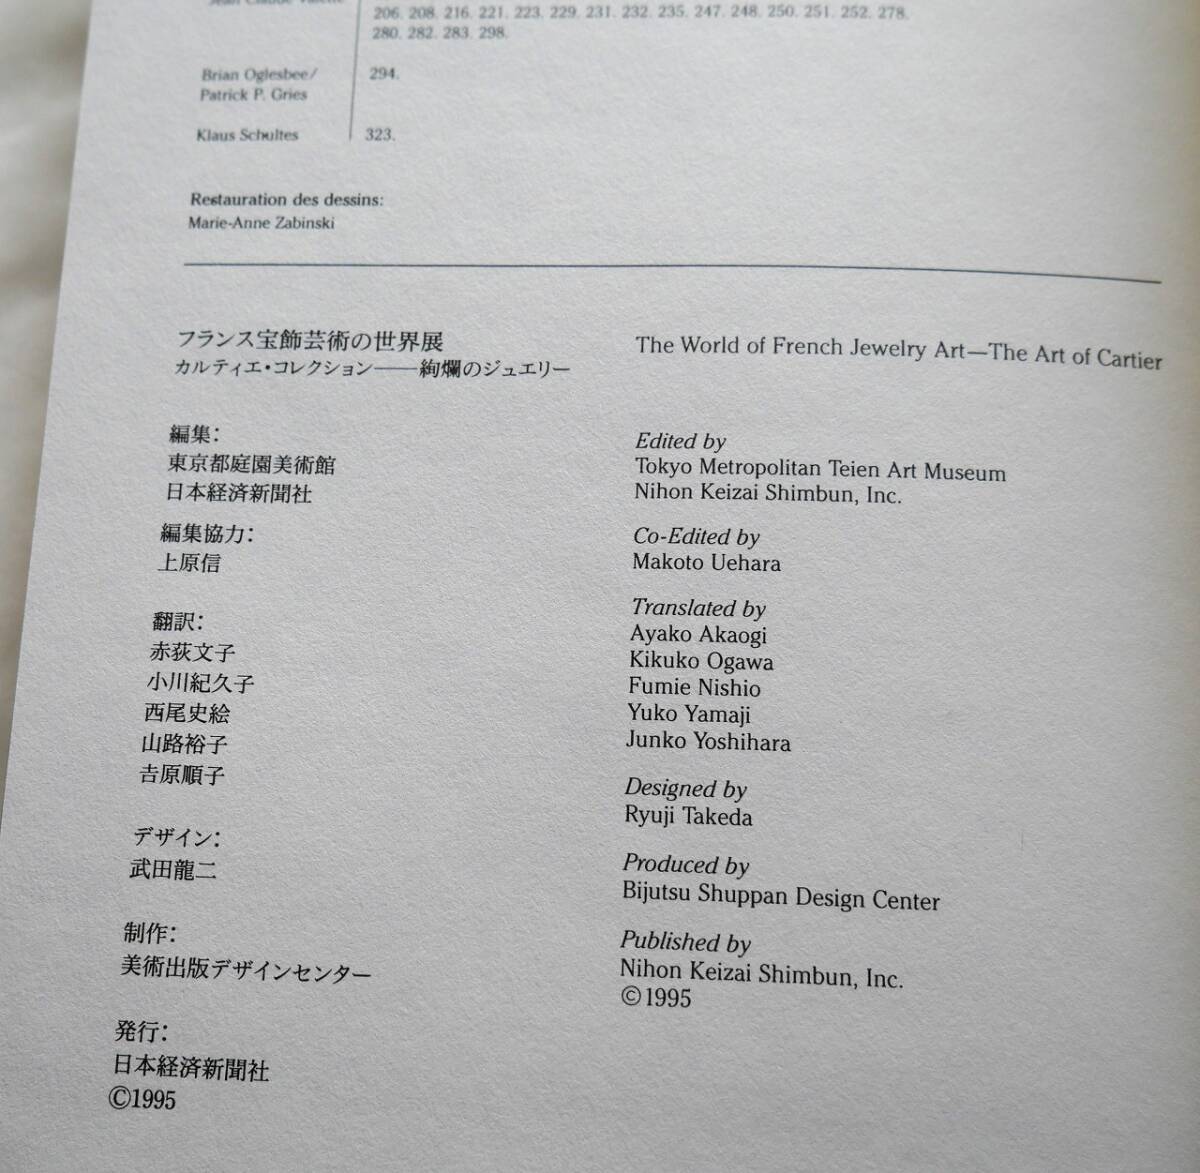 206. 208. 216. 221. 223. 229. 231. 232. 235. 247. 248. 250. 251. 252. 278.
280. 282. 283. 298.
Brian Oglesbee/ 294.
Patrick P. Gries
Klaus Schultes 323.
Restauration des dessins:
Marie-Anne Zabinski
フランス宝飾芸術の世界展
カルティエ・コレクション——絢爛のジュエリー
編集:
東京都庭園美術館
日本経済新聞社
編集協力:
上原信
翻訳:
赤荻文子
小川紀久子
西尾史絵
山路裕子
𠮷原順子
デザイン:
武田龍二
制作:
美術出版デザインセンター
発行:
日本経済新聞社
©1995
The World of French Jewelry Art—The Art of Cartier
Edited by
Tokyo Metropolitan Teien Art Museum
Nihon Keizai Shimbun, Inc.
Co-Edited by
Makoto Uehara
Translated by
Ayako Akaogi
Kikuko Ogawa
Fumie Nishio
Yuko Yamaji
Junko Yoshihara
Designed by
Ryuji Takeda
Produced by
Bijutsu Shuppan Design Center
Published by
Nihon Keizai Shimbun, Inc.
©1995